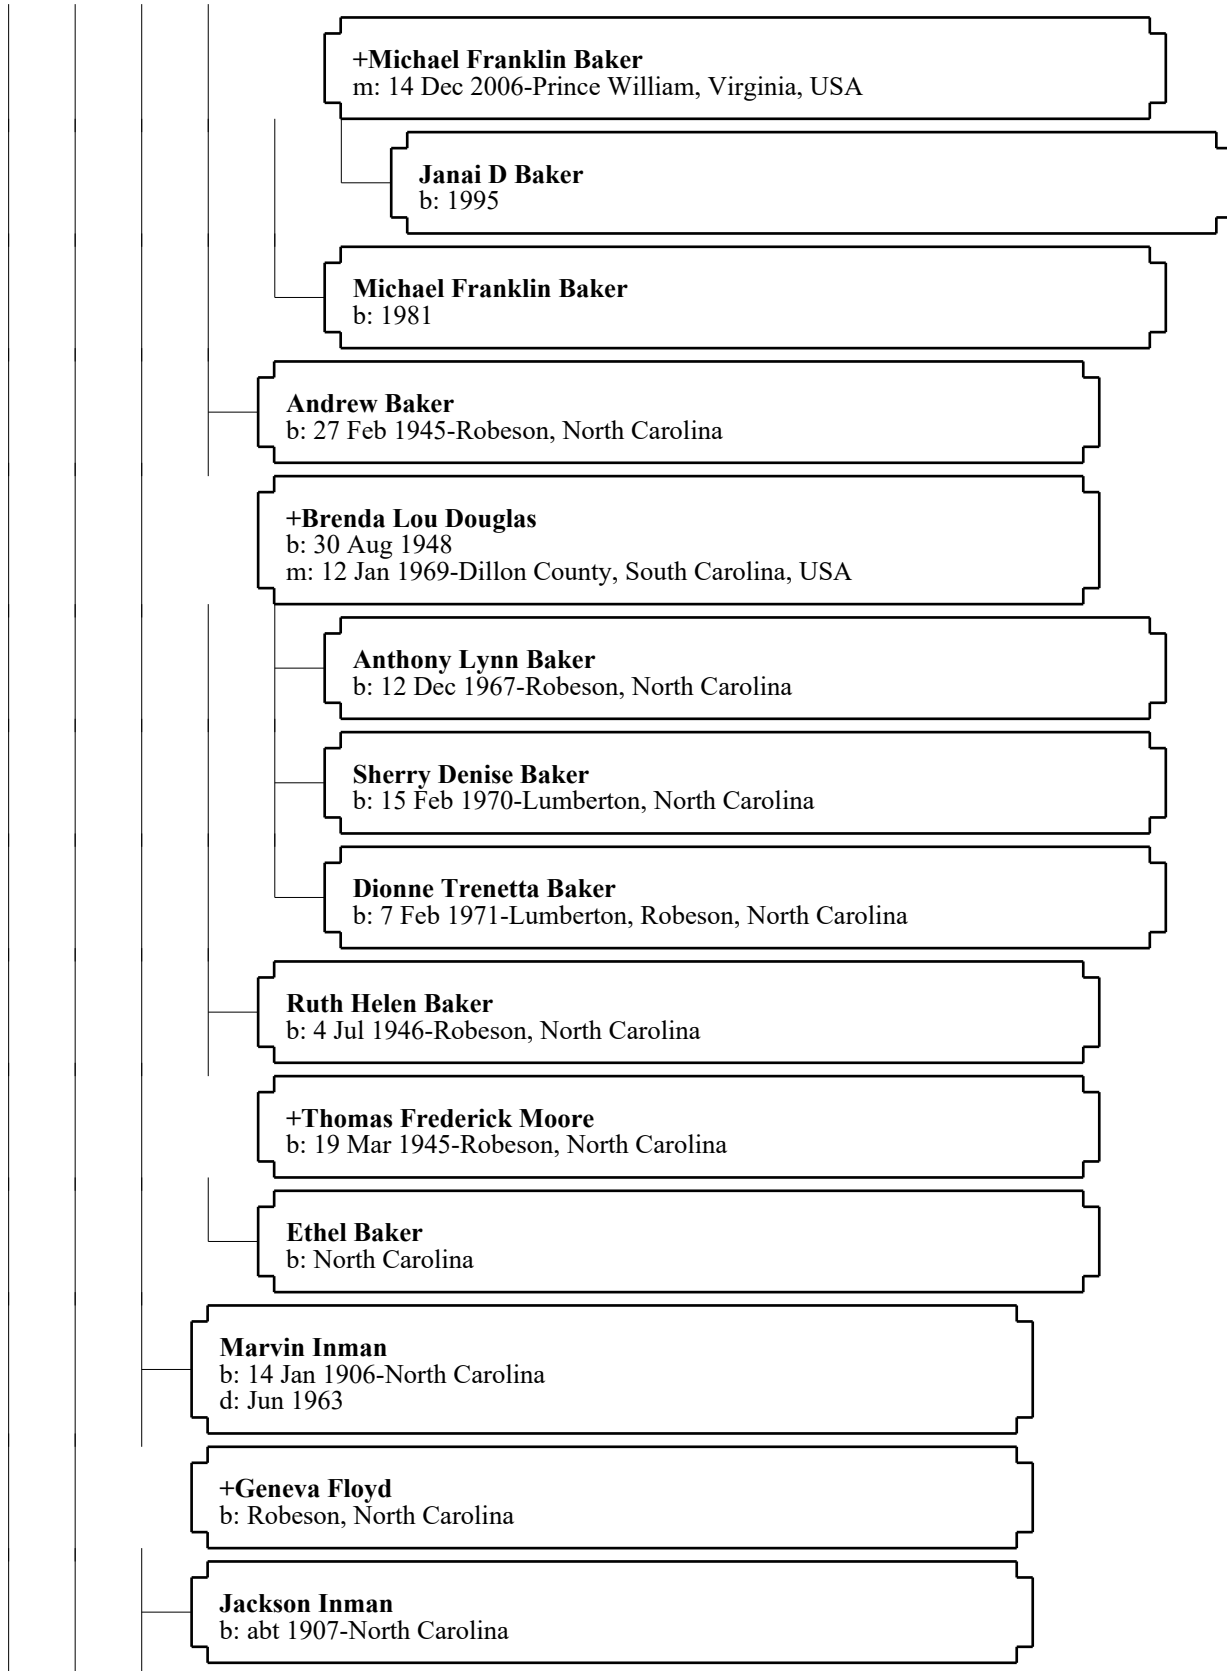 +Michael Franklin Baker
m: 14 Dec 2006-Prince William, Virginia, USA
Janai D Baker
b: 1995
Michael Franklin Baker
b: 1981
Andrew Baker
b: 27 Feb 1945-Robeson, North Carolina
+Brenda Lou Douglas
b: 30 Aug 1948
m: 12 Jan 1969-Dillon County, South Carolina, USA
Anthony Lynn Baker
b: 12 Dec 1967-Robeson, North Carolina
Sherry Denise Baker
b: 15 Feb 1970-Lumberton, North Carolina
Dionne Trenetta Baker
b: 7 Feb 1971-Lumberton, Robeson, North Carolina
Ruth Helen Baker
b: 4 Jul 1946-Robeson, North Carolina
+Thomas Frederick Moore
b: 19 Mar 1945-Robeson, North Carolina
Ethel Baker
b: North Carolina
Marvin Inman
b: 14 Jan 1906-North Carolina
d: Jun 1963
+Geneva Floyd
b: Robeson, North Carolina
Jackson Inman
b: abt 1907-North Carolina